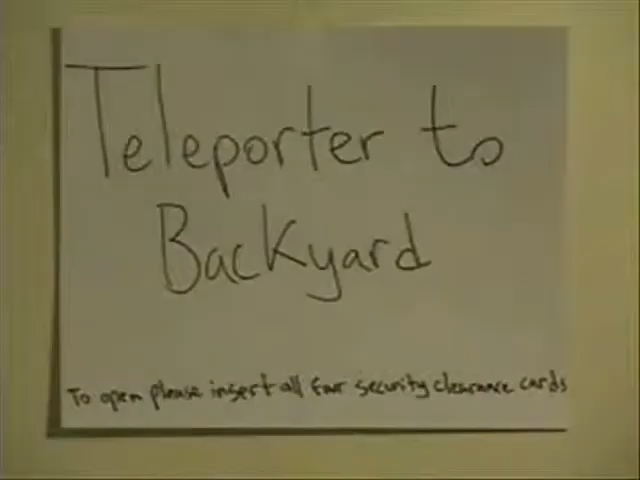 Teleporter to
Backyard
To open please insert all four security clearance cards